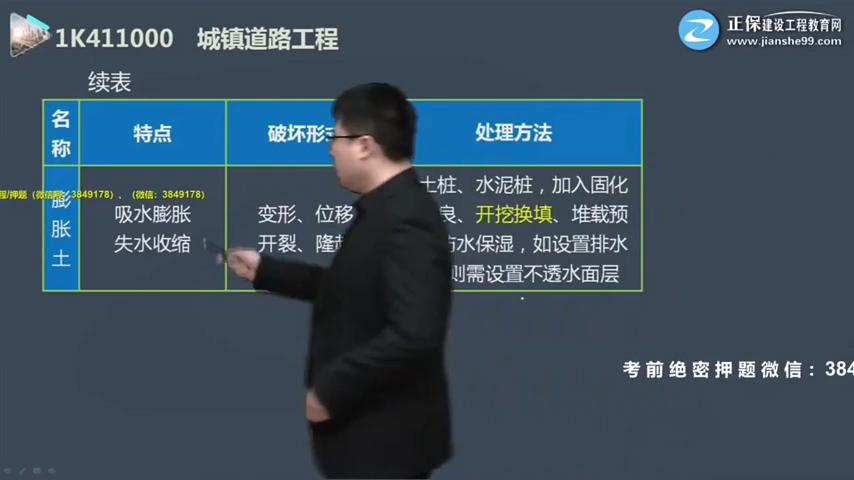 1K411000 城镇道路工程
正保建设工程教育网
www.jianshe99.com
续表
名称
特点
破坏形
处理方法
程/押题（微信号：3849178）、（微信：3849178）
膨胀土
吸水膨胀
失水收缩
变形、位移
开裂、隆
土桩、水泥桩，加入固化
良，开挖换填、堆载预
防水保湿，如设置排水
则需设置不透水面层
考前绝密押题微信：384